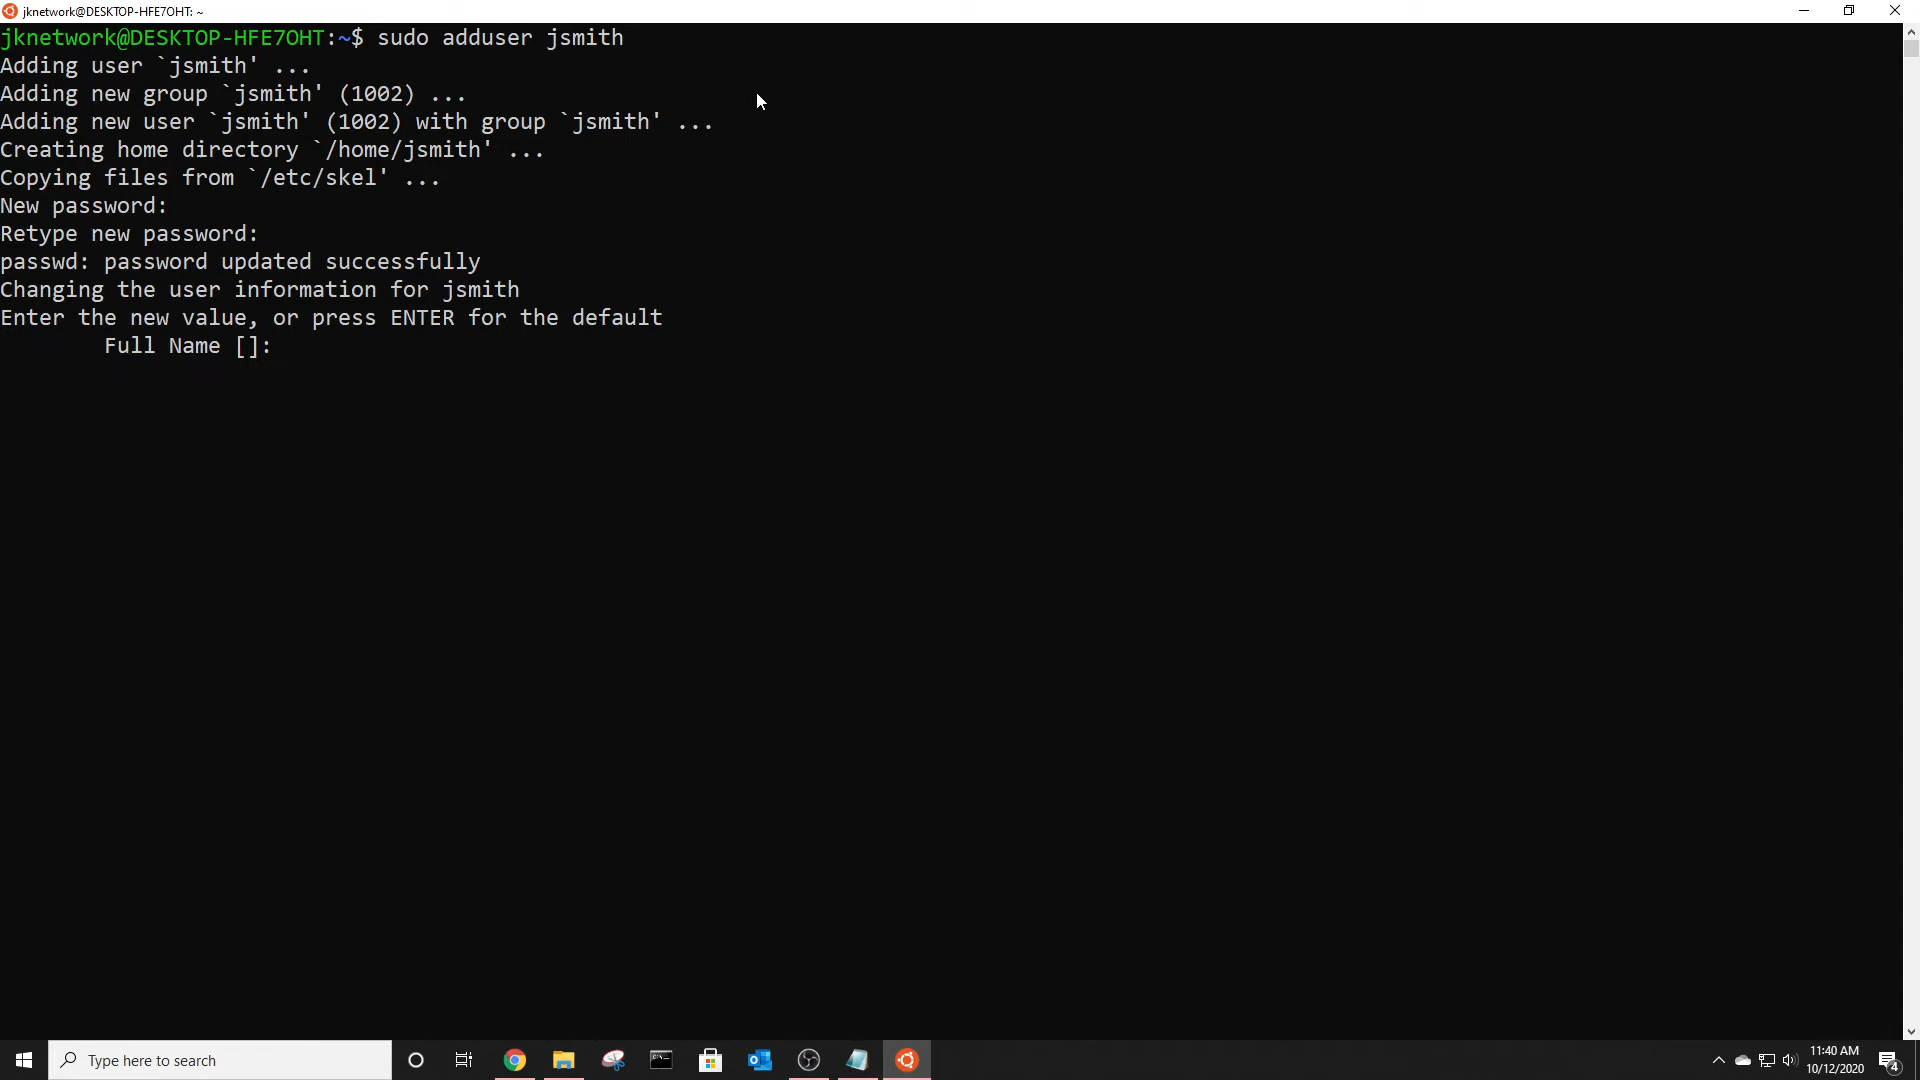 jknetwork@DESKTOP-HFE7OHT: ~
jknetwork@DESKTOP-HFE7OHT:~$ sudo adduser jsmith
Adding user `jsmith' ...
Adding new group `jsmith' (1002) ...
Adding new user `jsmith' (1002) with group `jsmith' ...
Creating home directory `/home/jsmith' ...
Copying files from `/etc/skel' ...
New password:
Retype new password:
passwd: password updated successfully
Changing the user information for jsmith
Enter the new value, or press ENTER for the default
        Full Name []:
Type here to search
11:40 AM
10/12/2020
4